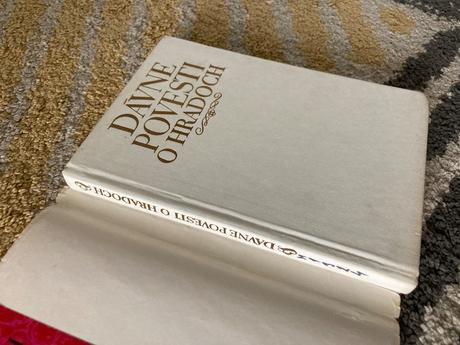 DÁVNE
POVESTI
O HRADOCH
DÁVNE POVESTI O HRADOCH